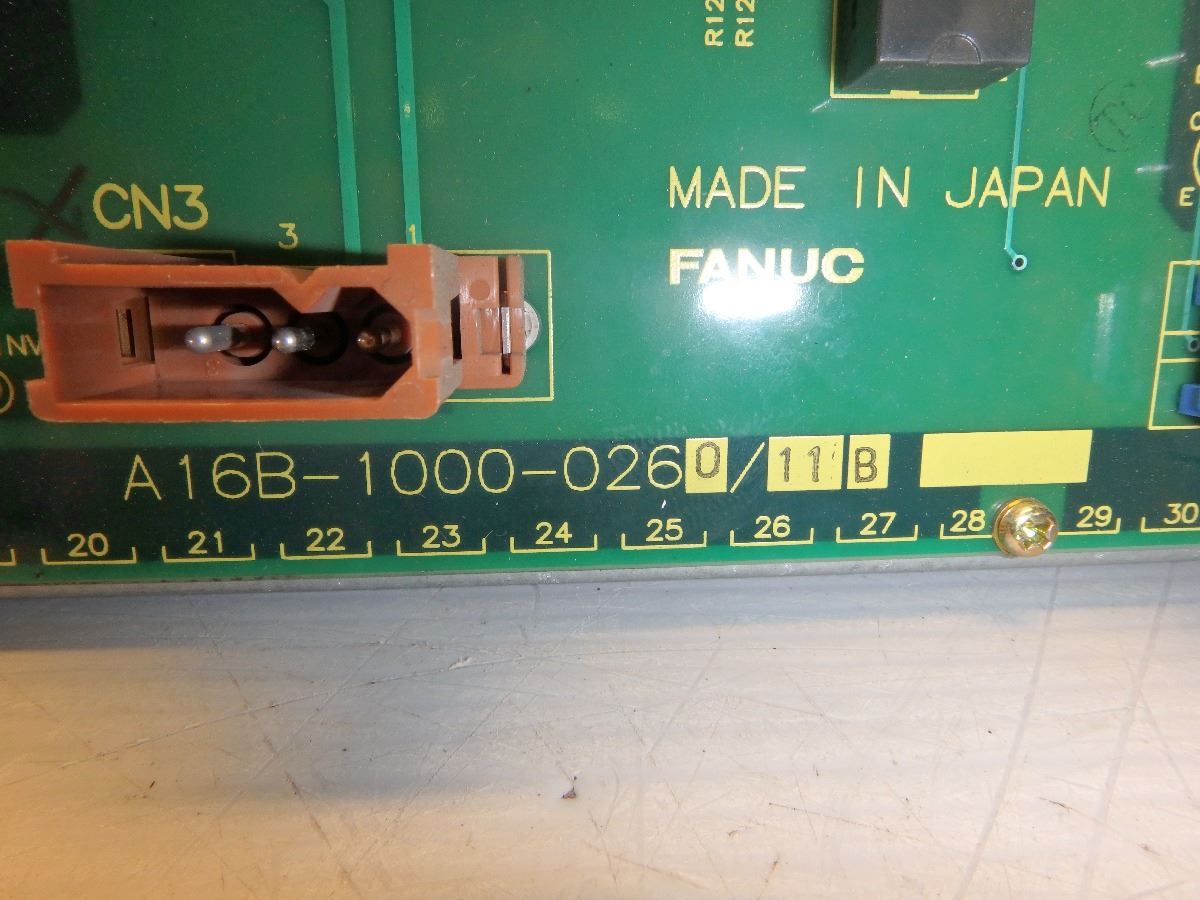 R12
R12
CN3
3
1
MADE IN JAPAN
FANUC
E
NV
A16B-1000-0260/11B
20 21 22 23 24 25 26 27 28 29 30